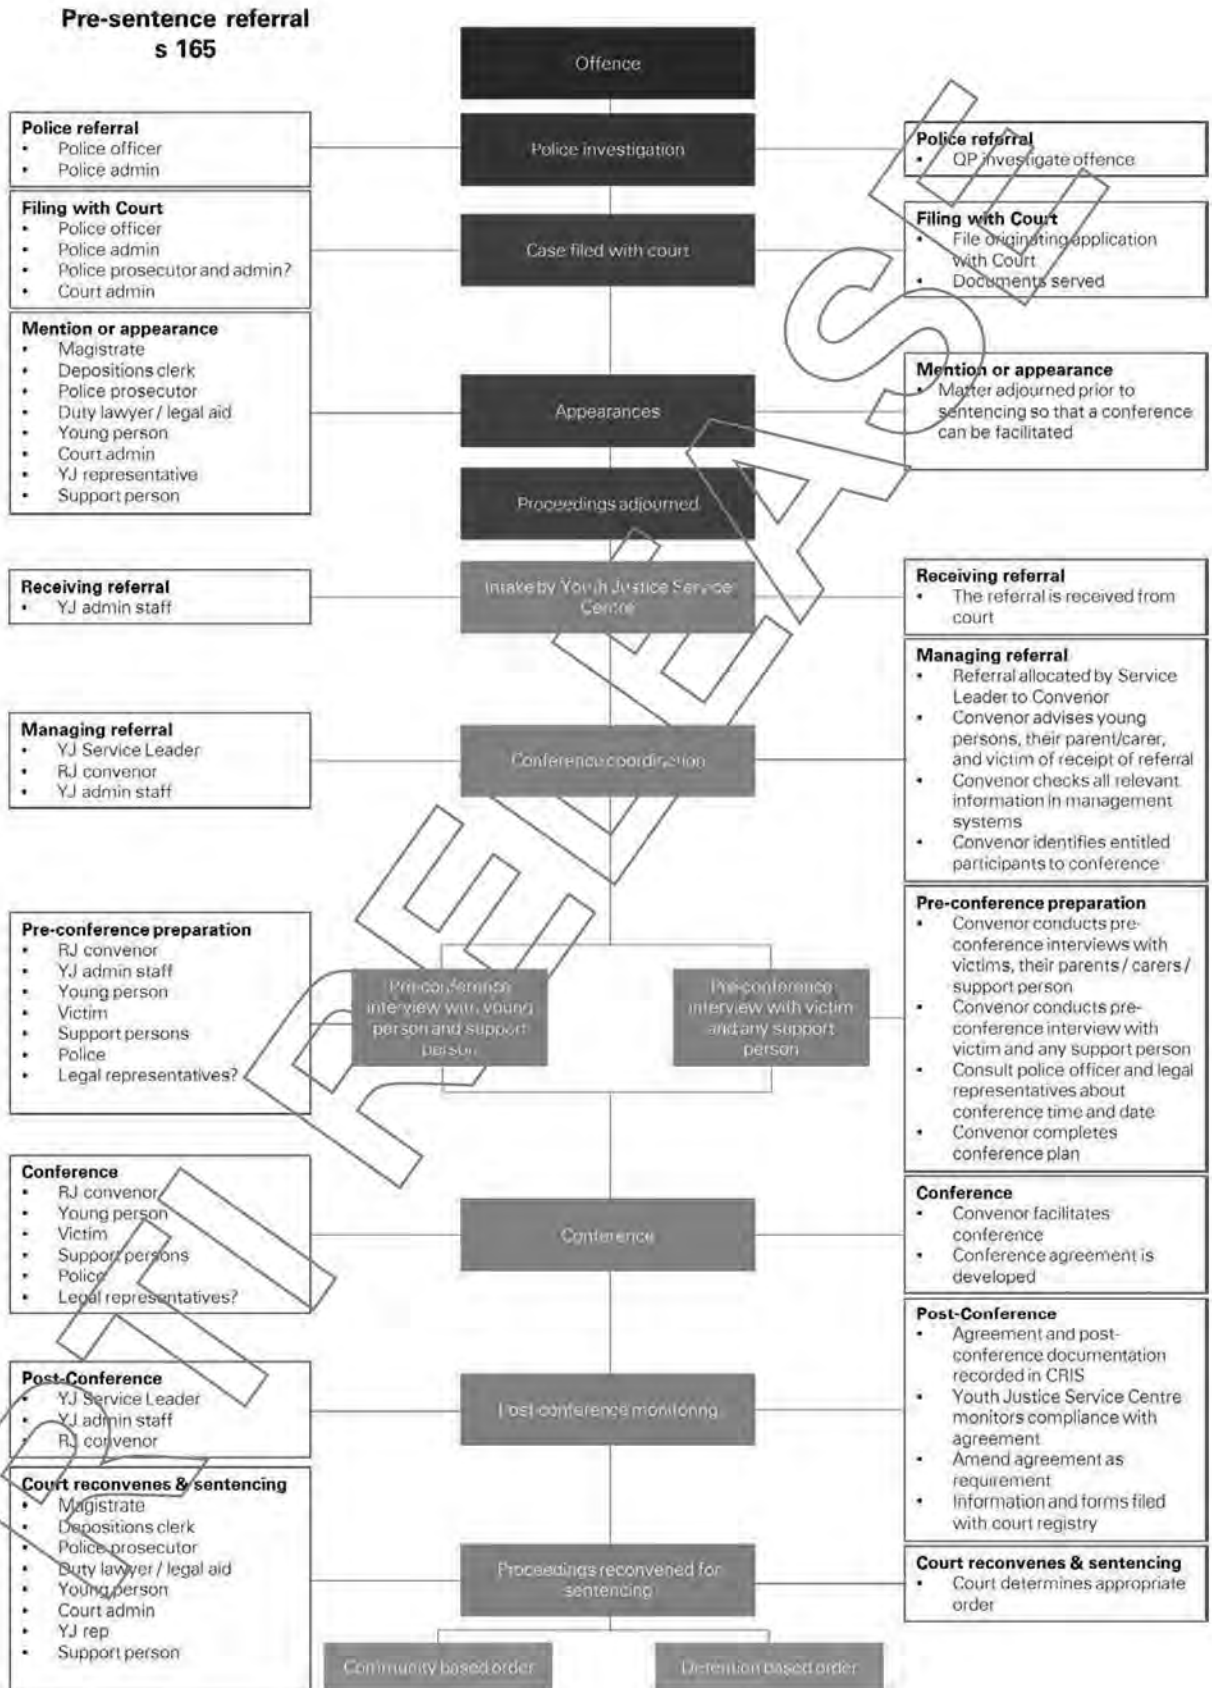 Pre-sentence referral
s 165
Offence
Police referral
• Police officer
• Police admin
Police investigation
Police referral
• QP investigate offence
Filing with Court
• Police officer
• Police admin
• Police prosecutor and admin?
• Court admin
Case filed with court
Filing with Court
• File originating application
with Court
• Documents served
Mention or appearance
• Magistrate
• Depositions clerk
• Police prosecutor
• Duty lawyer / legal aid
• Young person
• Court admin
• YJ representative
• Support person
Appearances
Mention or appearance
• Matter adjourned prior to
sentencing so that a conference
can be facilitated
Proceedings adjourned
Receiving referral
• YJ admin staff
Intake by Youth Justice Service
Centre
Receiving referral
• The referral is received from
court
Managing referral
• YJ Service Leader
• RJ convenor
• YJ admin staff
Conference coordination
Managing referral
• Referral allocated by Service
Leader to Convenor
• Convenor advises young
persons, their parent/carer,
and victim of receipt of referral
• Convenor checks all relevant
information in management
systems
• Convenor identifies entitled
participants to conference
Pre-conference preparation
• RJ convenor
• YJ admin staff
• Young person
• Victim
• Support persons
• Police
• Legal representatives?
Pre-conference
interview with young
person and support
person
Pre-conference
interview with victim
and any support
person
Pre-conference preparation
• Convenor conducts pre-
conference interviews with
victims, their parents / carers /
support person
• Convenor conducts pre-
conference interview with
victim and any support person
• Consult police officer and legal
representatives about
conference time and date
• Convenor completes
conference plan
Conference
• RJ convenor
• Young person
• Victim
• Support persons
• Police
• Legal representatives?
Conference
Conference
• Convenor facilitates
conference
• Conference agreement is
developed
Post-Conference
• YJ Service Leader
• YJ admin staff
• RJ convenor
Post-conference monitoring
Post-Conference
• Agreement and post-
conference documentation
recorded in CRIS
• Youth Justice Service Centre
monitors compliance with
agreement
• Amend agreement as
requirement
• Information and forms filed
with court registry
Court reconvenes & sentencing
• Magistrate
• Depositions clerk
• Police prosecutor
• Duty lawyer / legal aid
• Young person
• Court admin
• YJ rep
• Support person
Proceedings reconvened for
sentencing
Court reconvenes & sentencing
• Court determines appropriate
order
Community based order
Detention based order
RTI RELEASE